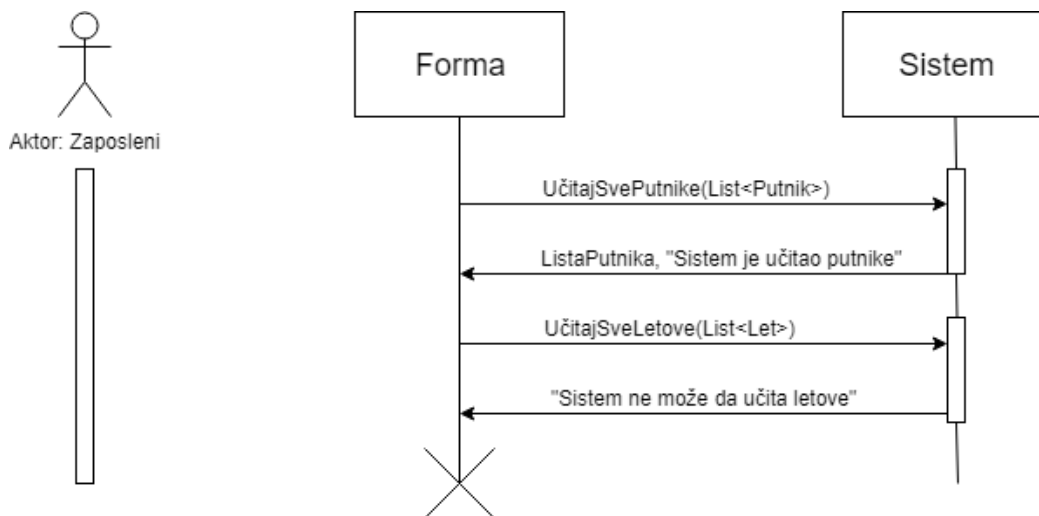 Forma
Sistem
Aktor: Zaposleni
UčitajSvePutnike(List<Putnik>)
ListaPutnika, "Sistem je učitao putnike"
UčitajSveLetove(List<Let>)
"Sistem ne može da učita letove"